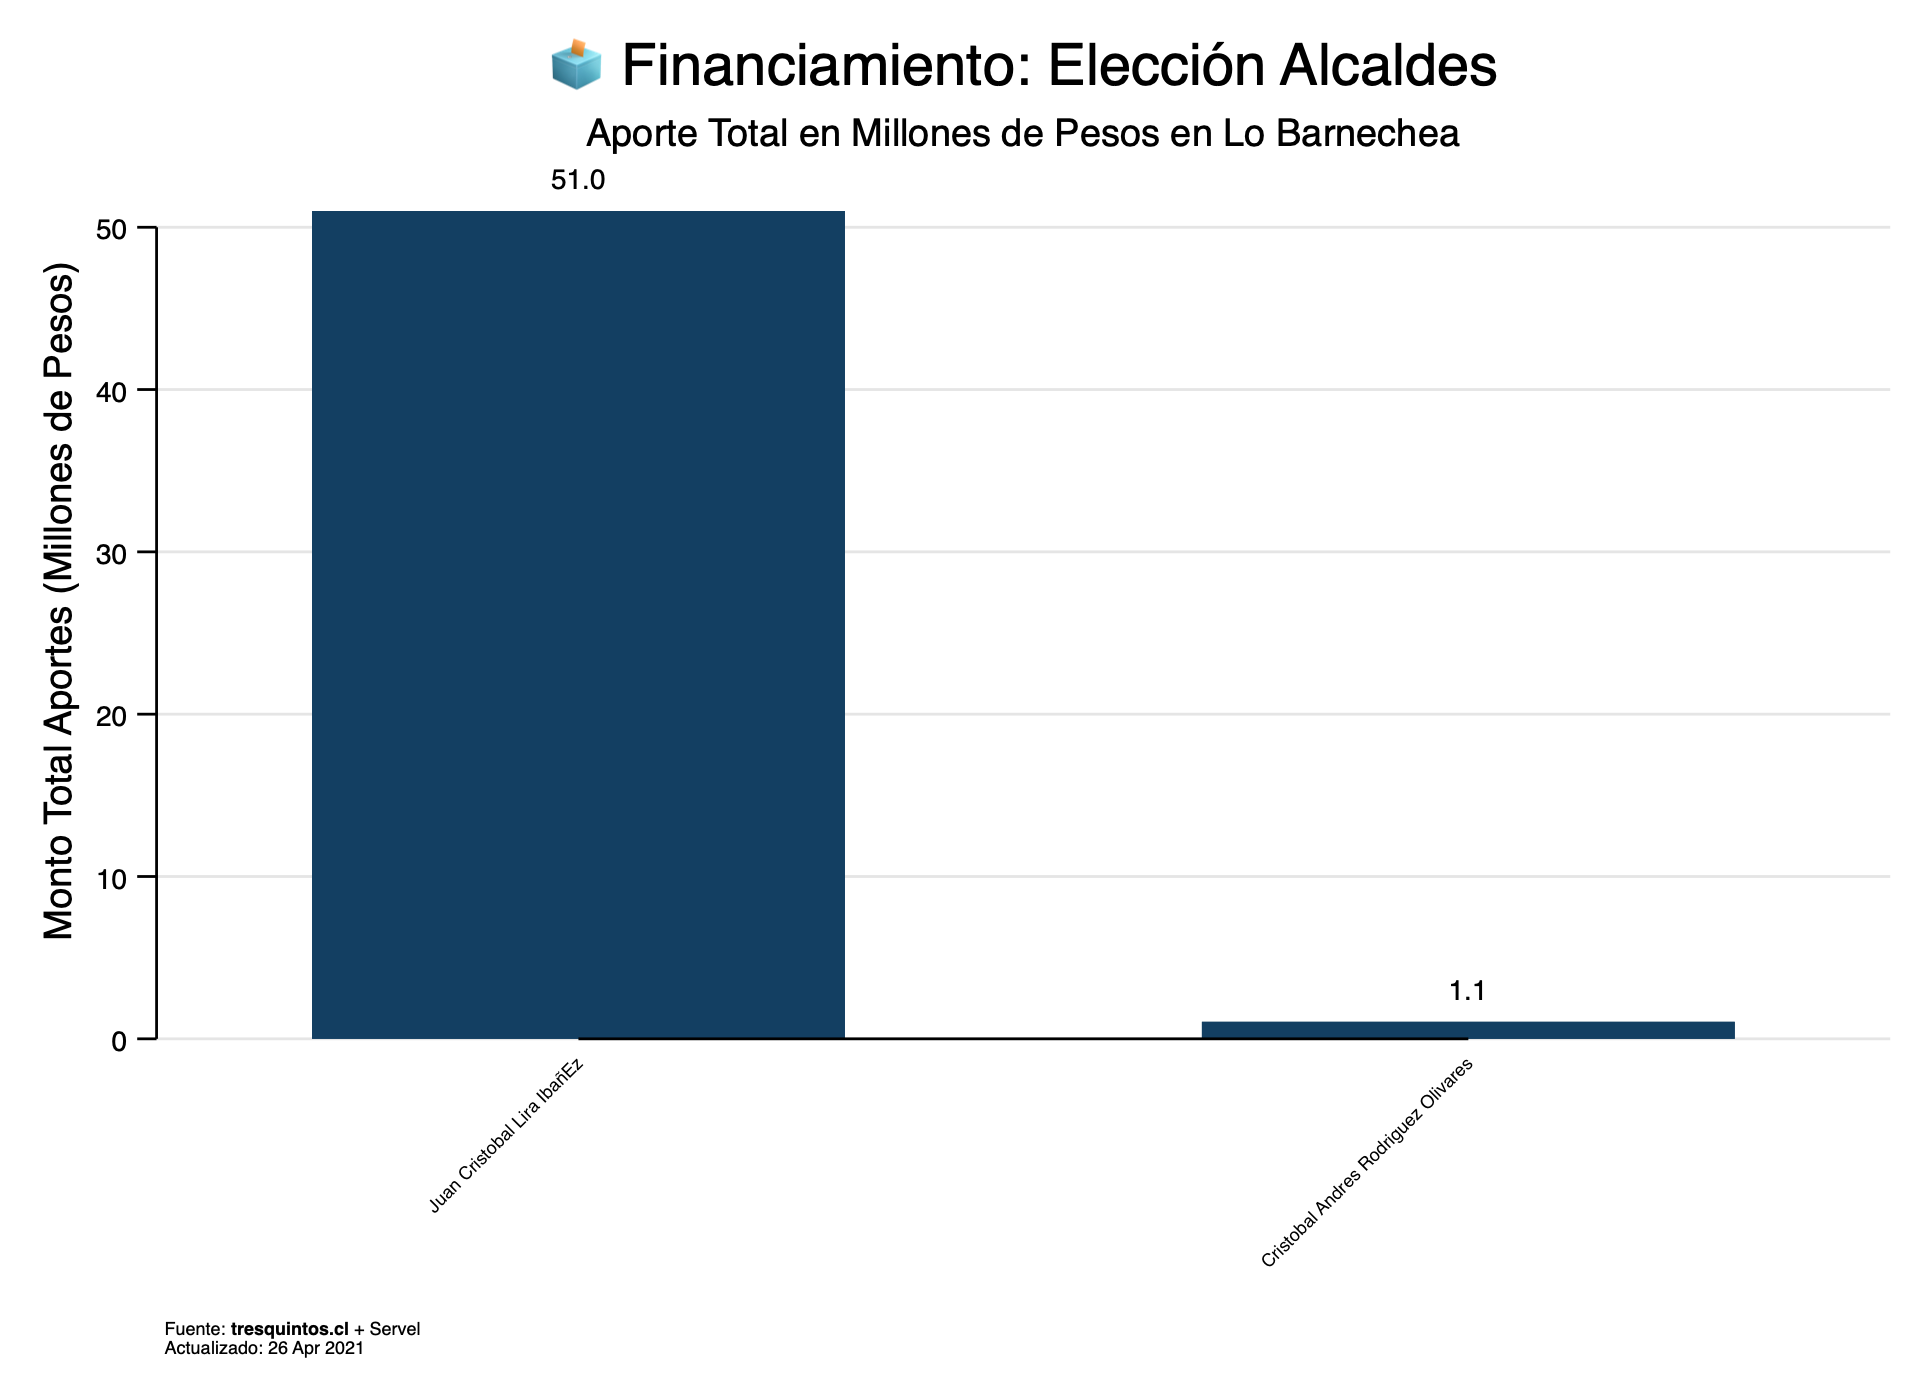 🗳️ Financiamiento: Elección Alcaldes
Aporte Total en Millones de Pesos en Lo Barnechea
Monto Total Aportes (Millones de Pesos)
50
40
30
20
10
0
51.0
1.1
Juan Cristobal Lira IbañEz
Cristobal Andres Rodriguez Olivares
Fuente: tresquintos.cl + Servel
Actualizado: 26 Apr 2021